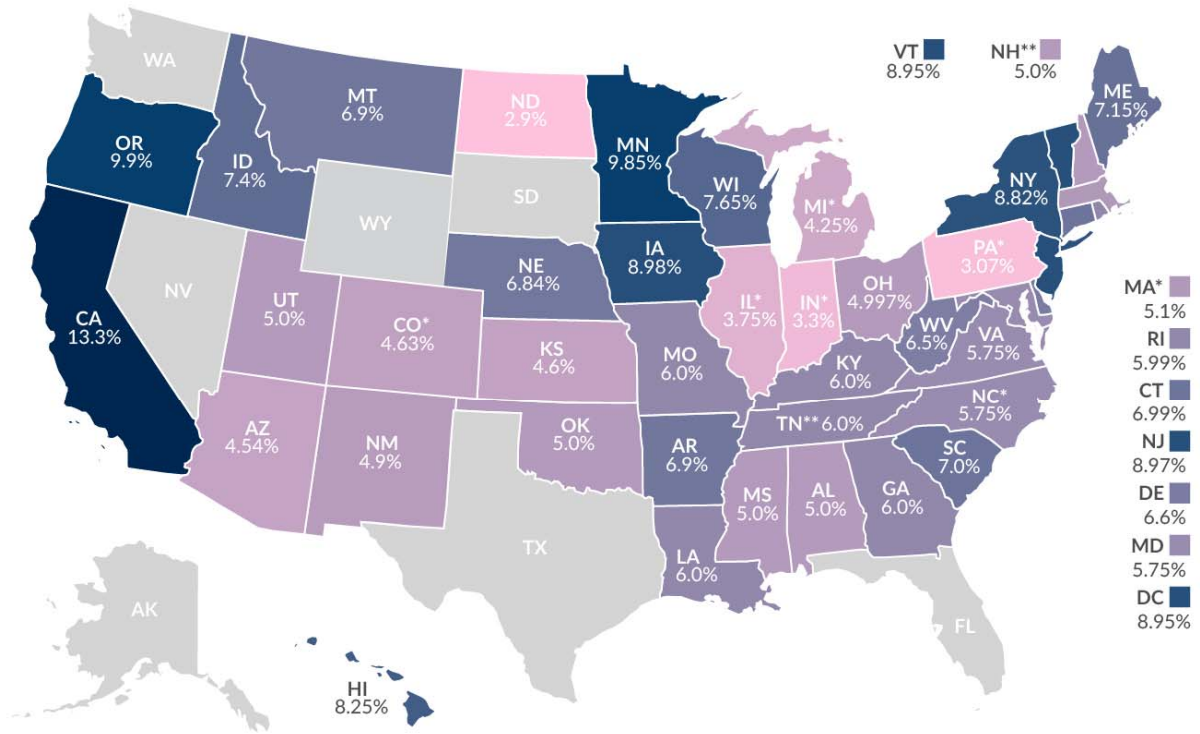 WA
VT
8.95%
NH**
5.0%
ME
7.15%
MT
6.9%
ND
2.9%
OR
9.9%
ID
7.4%
MN
9.85%
WI
7.65%
NY
8.82%
SD
WY
MI*
4.25%
IA
8.98%
PA*
3.07%
NE
6.84%
NV
UT
5.0%
CO*
4.63%
CA
13.3%
KS
4.6%
MO
6.0%
IL*
3.75%
IN*
3.3%
OH
4.997%
WV
6.5%
VA
5.75%
KY
6.0%
NC*
5.75%
TN** 6.0%
AZ
4.54%
NM
4.9%
OK
5.0%
AR
6.9%
SC
7.0%
MS
5.0%
AL
5.0%
GA
6.0%
TX
LA
6.0%
AK
FL
HI
8.25%
MA*
5.1%
RI
5.99%
CT
6.99%
NJ
8.97%
DE
6.6%
MD
5.75%
DC
8.95%